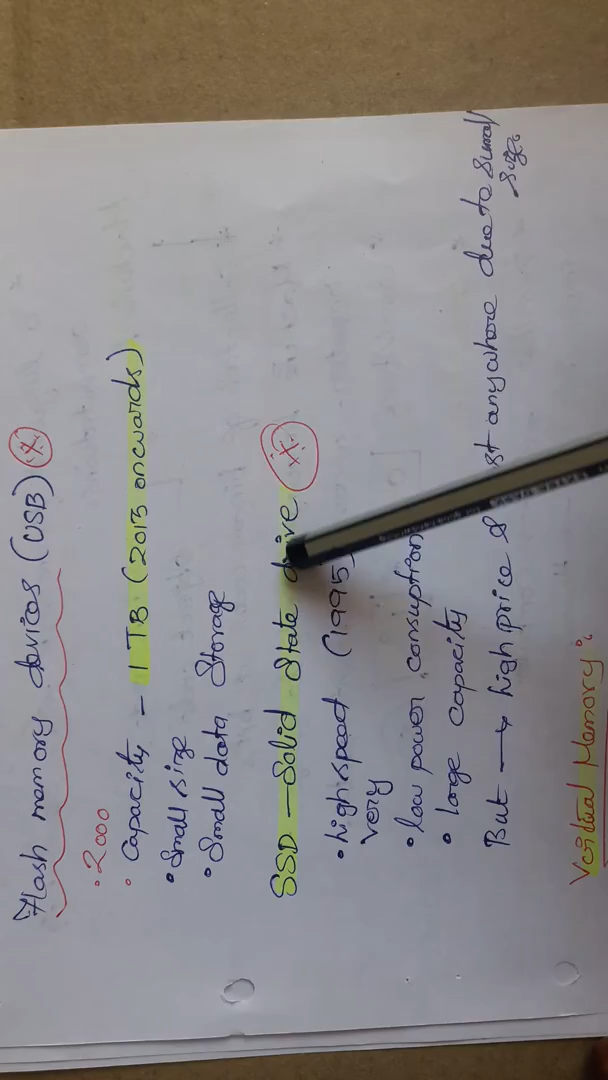 Flash memory devices (USB) *
• 2000
• Capacity - 1 TB (2013 onwards)
• Small size
• Small data Storage
SSD - Solid State drive *
• high speed (1995)
very
• low power consuption
• large capacity
But → high price & st anywhere due to small
size.
Vcitual Memory: